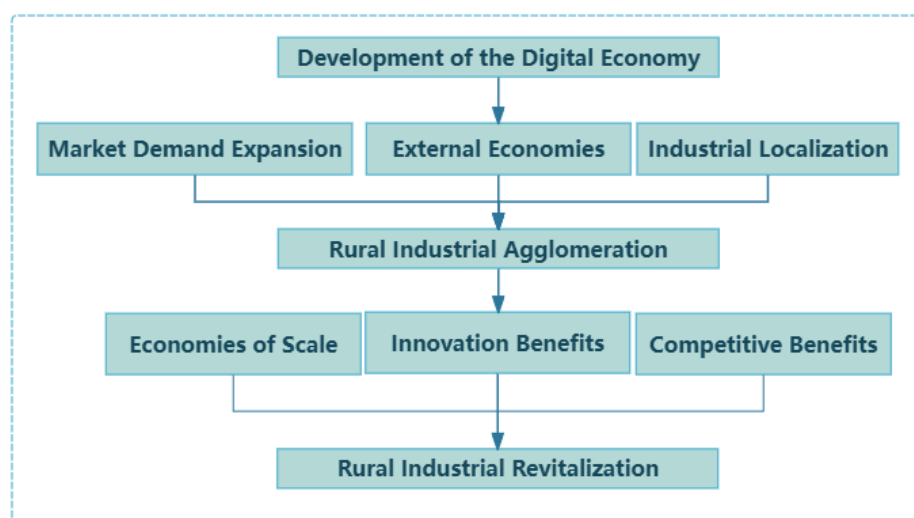 Development of the Digital Economy
Market Demand Expansion
External Economies
Industrial Localization
Rural Industrial Agglomeration
Economies of Scale
Innovation Benefits
Competitive Benefits
Rural Industrial Revitalization